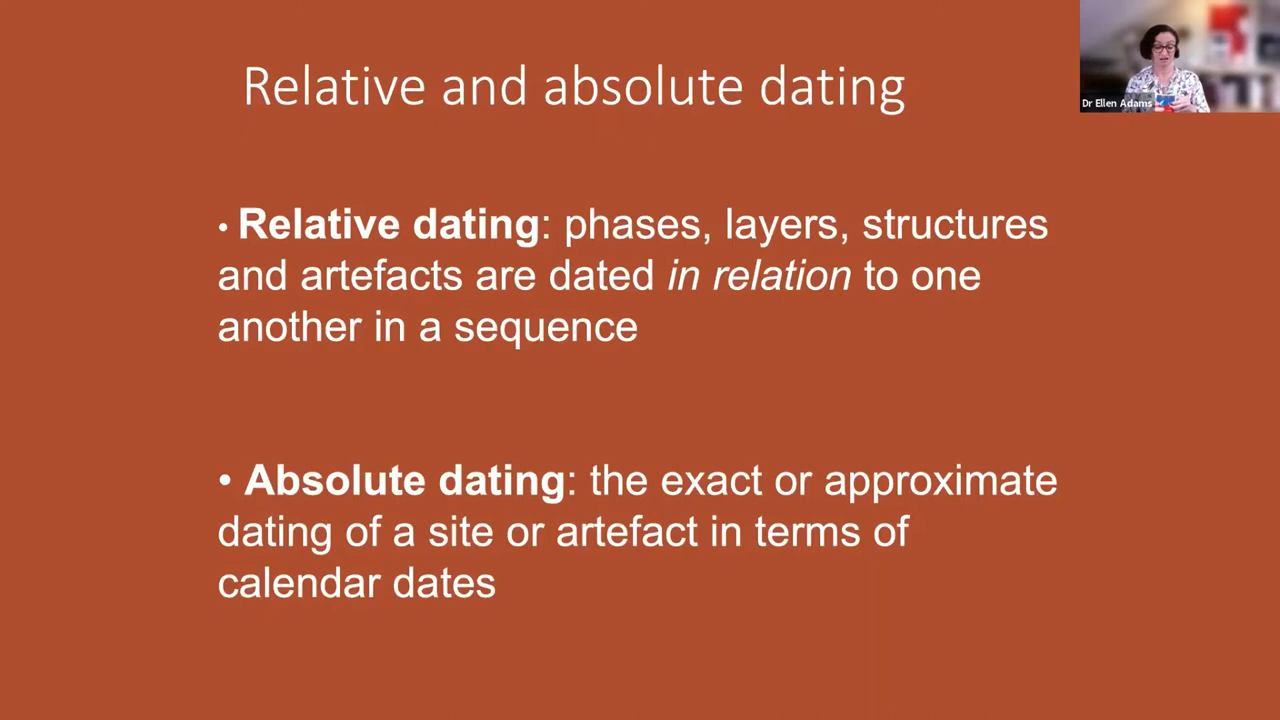 Relative and absolute dating
Dr Ellen Adams
• Relative dating: phases, layers, structures
and artefacts are dated in relation to one
another in a sequence
• Absolute dating: the exact or approximate
dating of a site or artefact in terms of
calendar dates